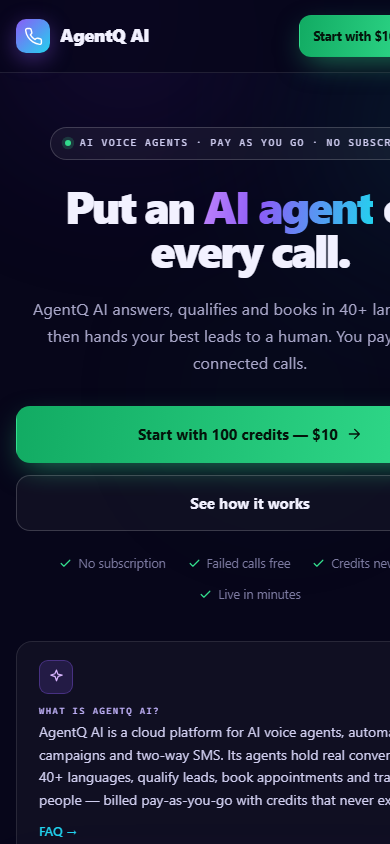 AgentQ AI
Start with $1
AI VOICE AGENTS · PAY AS YOU GO · NO SUBSCR
Put an AI agent
every call.
AgentQ AI answers, qualifies and books in 40+ lan
then hands your best leads to a human. You pay
connected calls.
Start with 100 credits — $10 →
See how it works
✓ No subscription ✓ Failed calls free ✓ Credits nev
✓ Live in minutes
WHAT IS AGENTQ AI?
AgentQ AI is a cloud platform for AI voice agents, automa
campaigns and two-way SMS. Its agents hold real conver
40+ languages, qualify leads, book appointments and tra
people — billed pay-as-you-go with credits that never ex
FAQ →